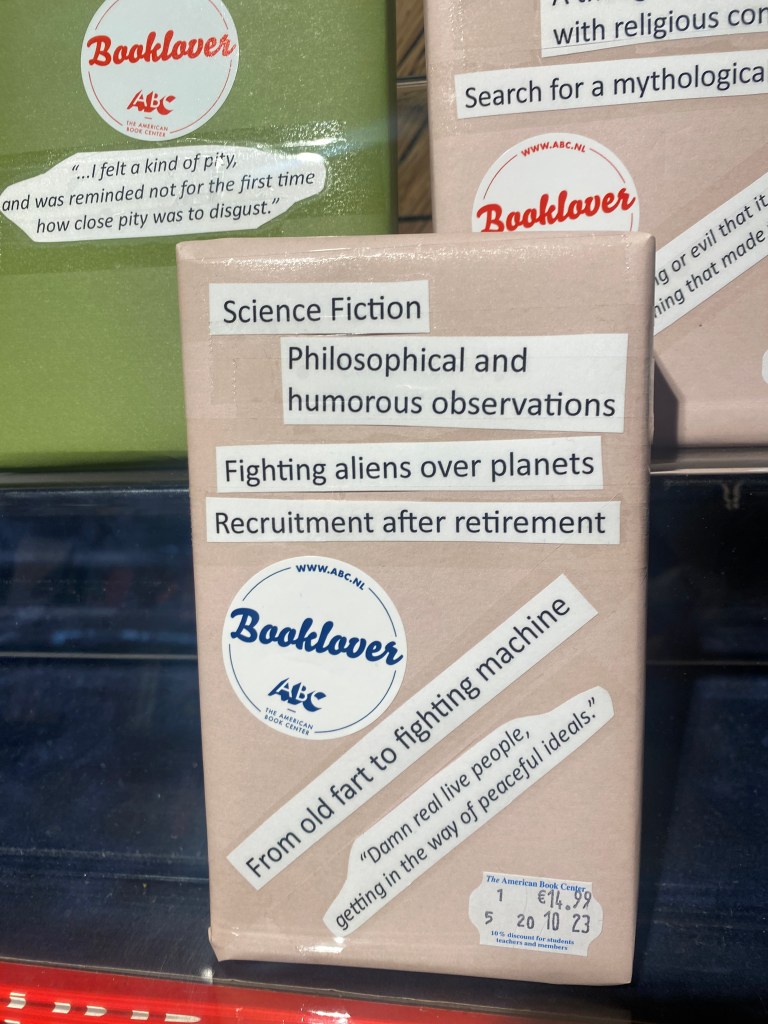 Booklover
ABC
THE AMERICAN
BOOK CENTER
"...I felt a kind of pity,
and was reminded not for the first time
how close pity was to disgust."
with religious
Search for a
WWW.ABC.NL
Booklover
or evil that it
that made
Science Fiction
Philosophical and
humorous observations
Fighting aliens over planets
Recruitment after retirement
WWW.ABC.NL
Booklover
ABC
THE AMERICAN
BOOK CENTER
From old fart to fighting machine
"Damn real live people,
getting in the way of peaceful ideals."
The American Book Center
1 €14.99
5 20 10 23
10% discount for students
teachers and members